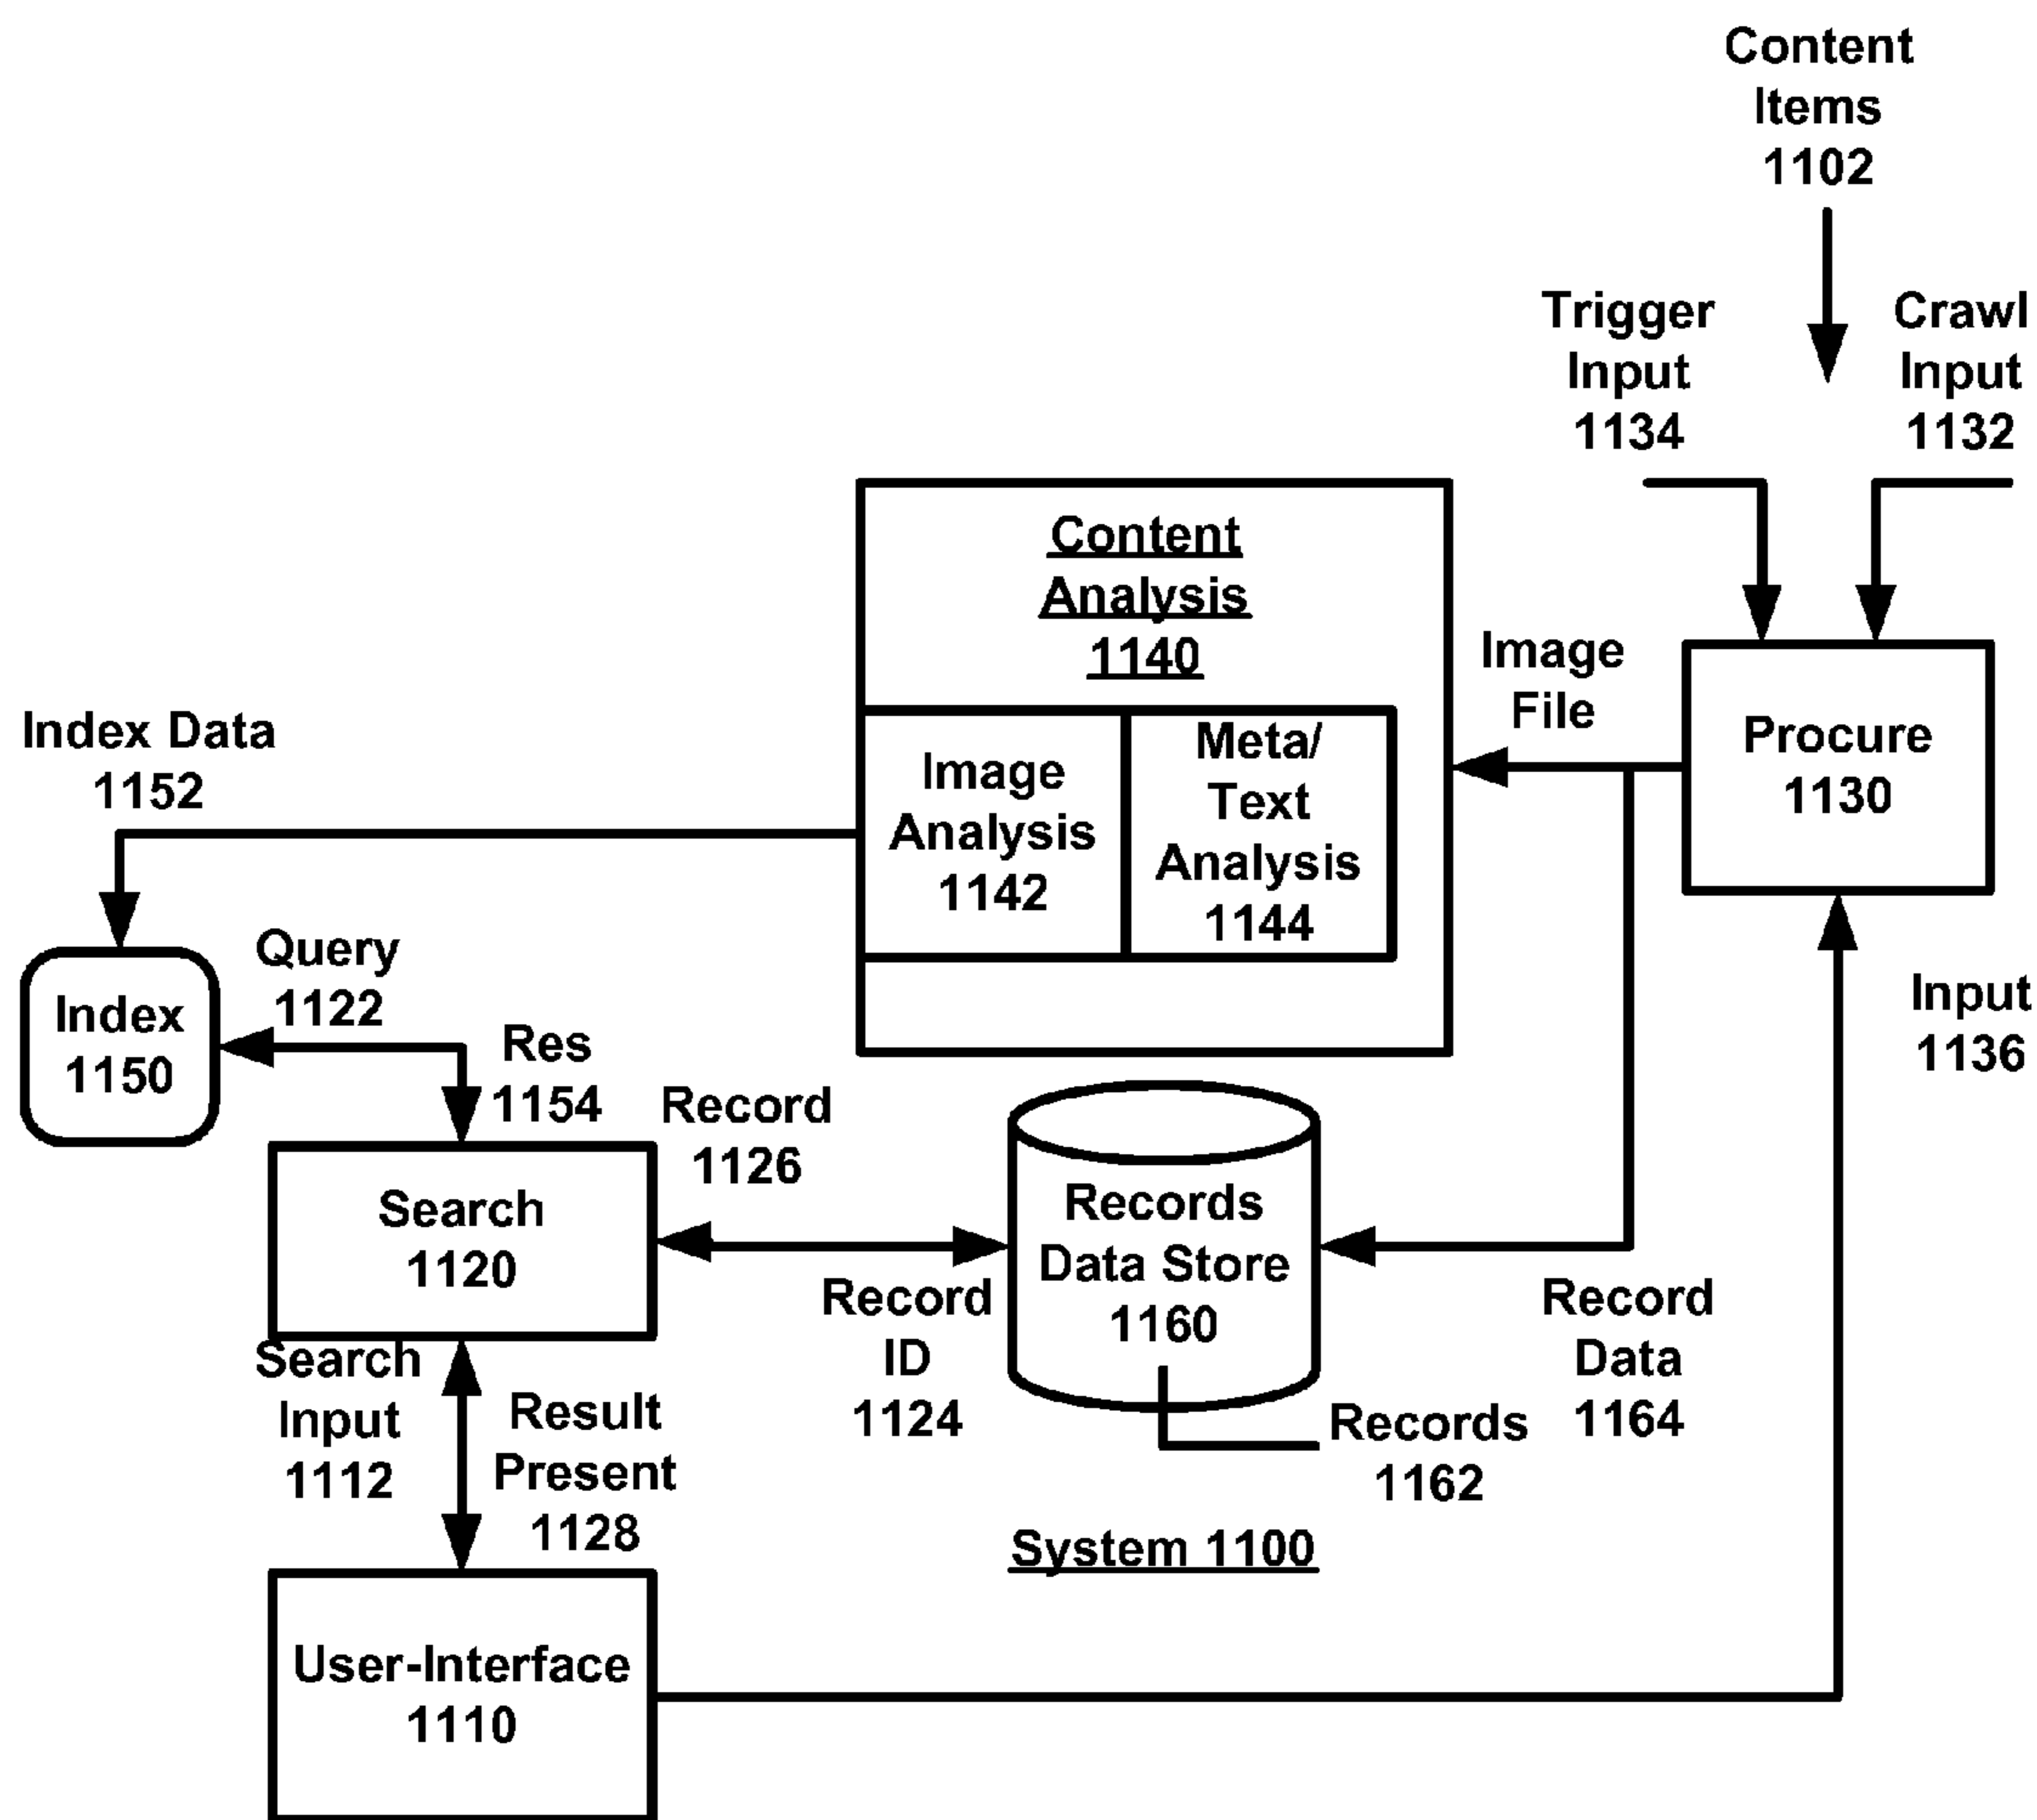 Content
Items
1102
Trigger
Input
1134
Crawl
Input
1132
Content
Analysis
1140
Image
File
Procure
1130
Index Data
1152
Image
Analysis
1142
Meta/
Text
Analysis
1144
Query
1122
Index
1150
Res
1154
Input
1136
Record
1126
Search
1120
Records
Data Store
1160
Record
ID
1124
Record
Data
1164
Search
Input
1112
Result
Present
1128
Records
1162
System 1100
User-Interface
1110